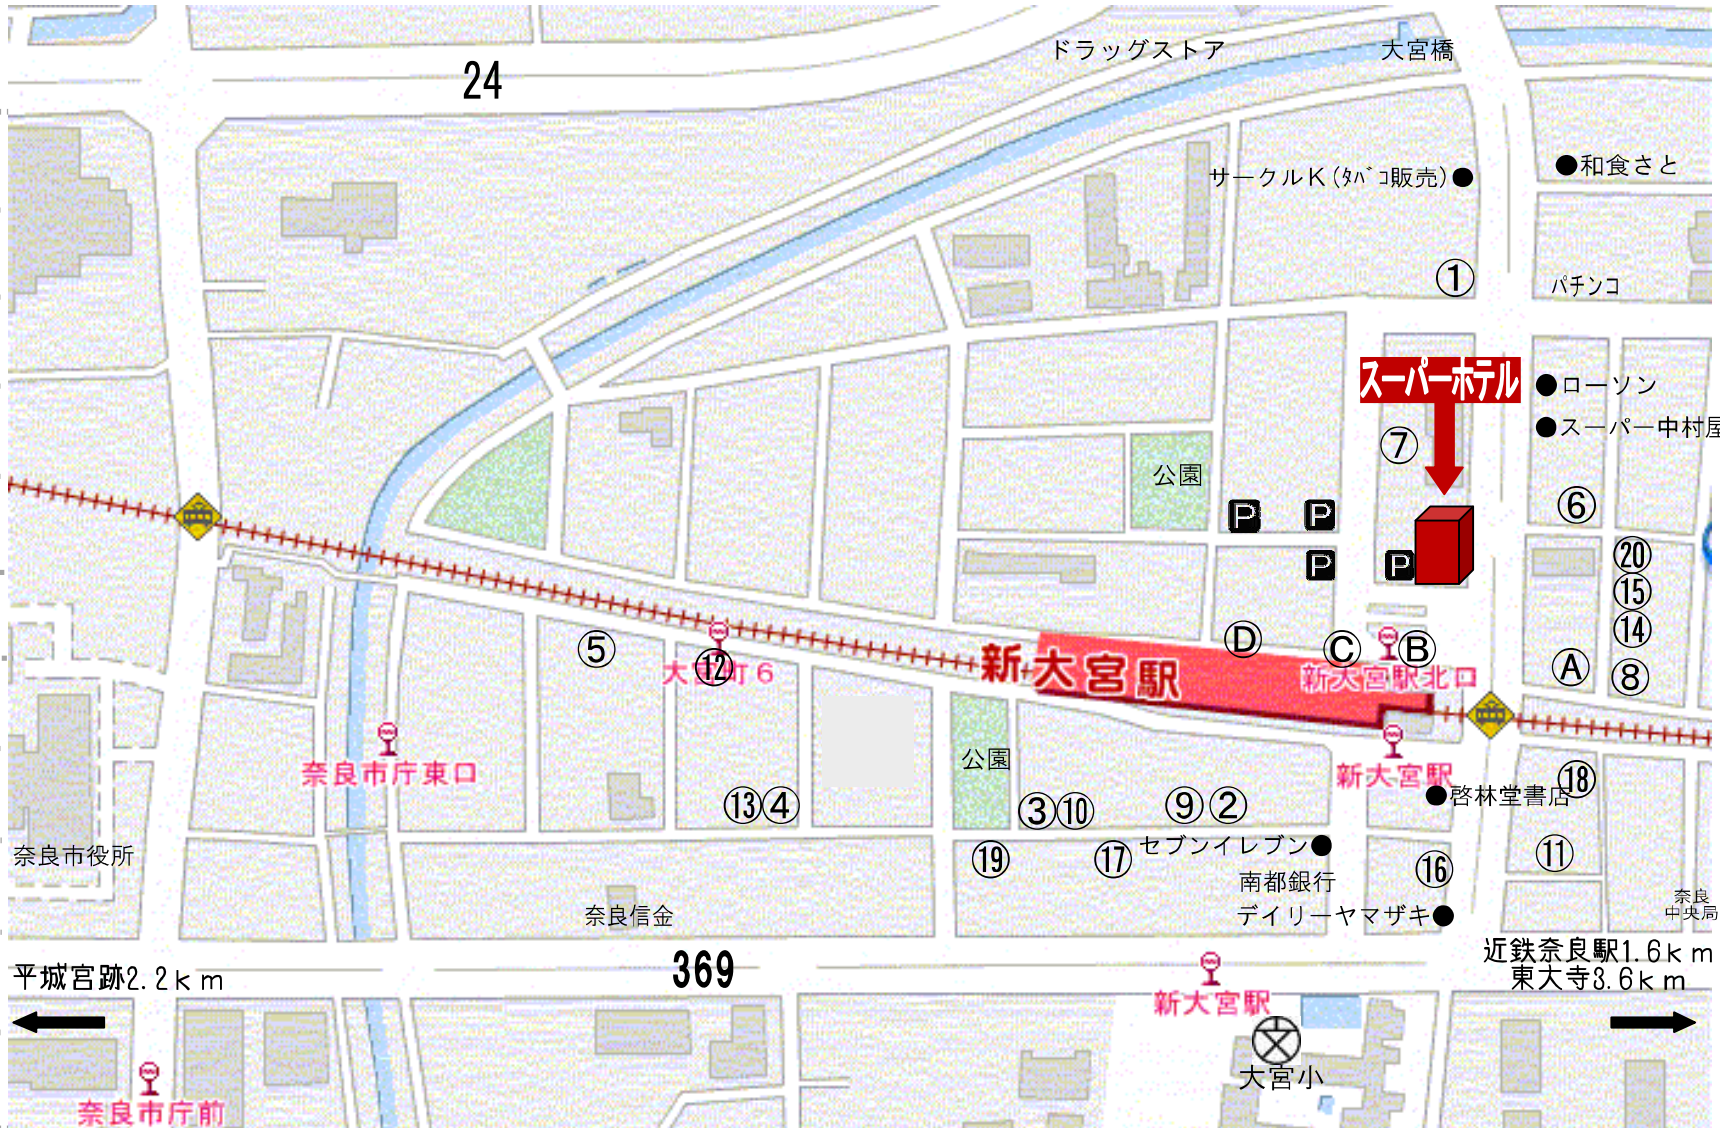 ドラッグストア
大宮橋
24
サークルK(ﾀﾊﾞｺ販売)●
●和食さと
①
パチンコ
スーパーホテル
●ローソン
●スーパー中村屋
⑦
公園
P
P
⑥
P
P
⑳
⑮
⑭
⑤
D
C
B
A
⑧
⑫
大宮町6
新大宮駅
新大宮駅北口
奈良市庁東口
公園
新大宮駅
●啓林堂書店
⑱
⑬④
③⑩
⑨②
奈良市役所
⑲
⑰
セブンイレブン●
⑯
⑪
南都銀行
奈良信金
デイリーヤマザキ●
奈良
中央局
平城宮跡2.2km
369
近鉄奈良駅1.6km
東大寺3.6km
新大宮駅
文
大宮小
奈良市庁前